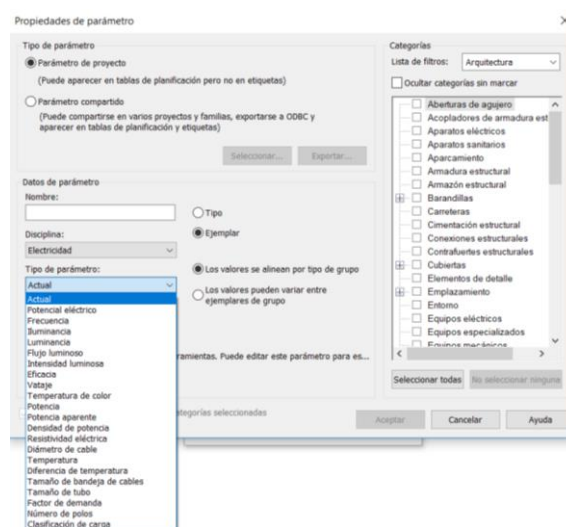 Propiedades de parámetro
Tipo de parámetro
Parámetro de proyecto
(Puede aparecer en tablas de planificación pero no en etiquetas)
Parámetro compartido
(Puede compartirse en varios proyectos y familias, exportarse a ODBC y
aparecer en tablas de planificación y etiquetas)
Seleccionar...
Exportar...
Datos de parámetro
Nombre:
Tipo
Disciplina:
Ejemplar
Electricidad
Tipo de parámetro:
Los valores se alinean por tipo de grupo
Actual
Los valores pueden variar entre
ejemplares de grupo
Actual
Potencial eléctrico
Frecuencia
Iluminancia
Luminancia
Flujo luminoso
Intensidad luminosa
ramientas. Puede editar este parámetro para es...
Eficacia
Vataje
Temperatura de color
Potencia
Potencia aparente
ategorías seleccionadas
Densidad de potencia
Resistividad eléctrica
Diámetro de cable
Temperatura
Diferencia de temperatura
Tamaño de bandeja de cables
Tamaño de tubo
Factor de demanda
Número de polos
Clasificación de carga
Categorías
Lista de filtros:
Arquitectura
Ocultar categorías sin marcar
Aberturas de agujero
Acopladores de armadura est
Aparatos eléctricos
Aparatos sanitarios
Aparcamiento
Armadura estructural
Armazón estructural
Barandillas
Carreteras
Cimentación estructural
Conexiones estructurales
Contrafuertes estructurales
Cubiertas
Elementos de detalle
Emplazamiento
Entorno
Equipos eléctricos
Equipos especializados
Equipos mecánicos
Seleccionar todas
No seleccionar ninguna
Aceptar
Cancelar
Ayuda